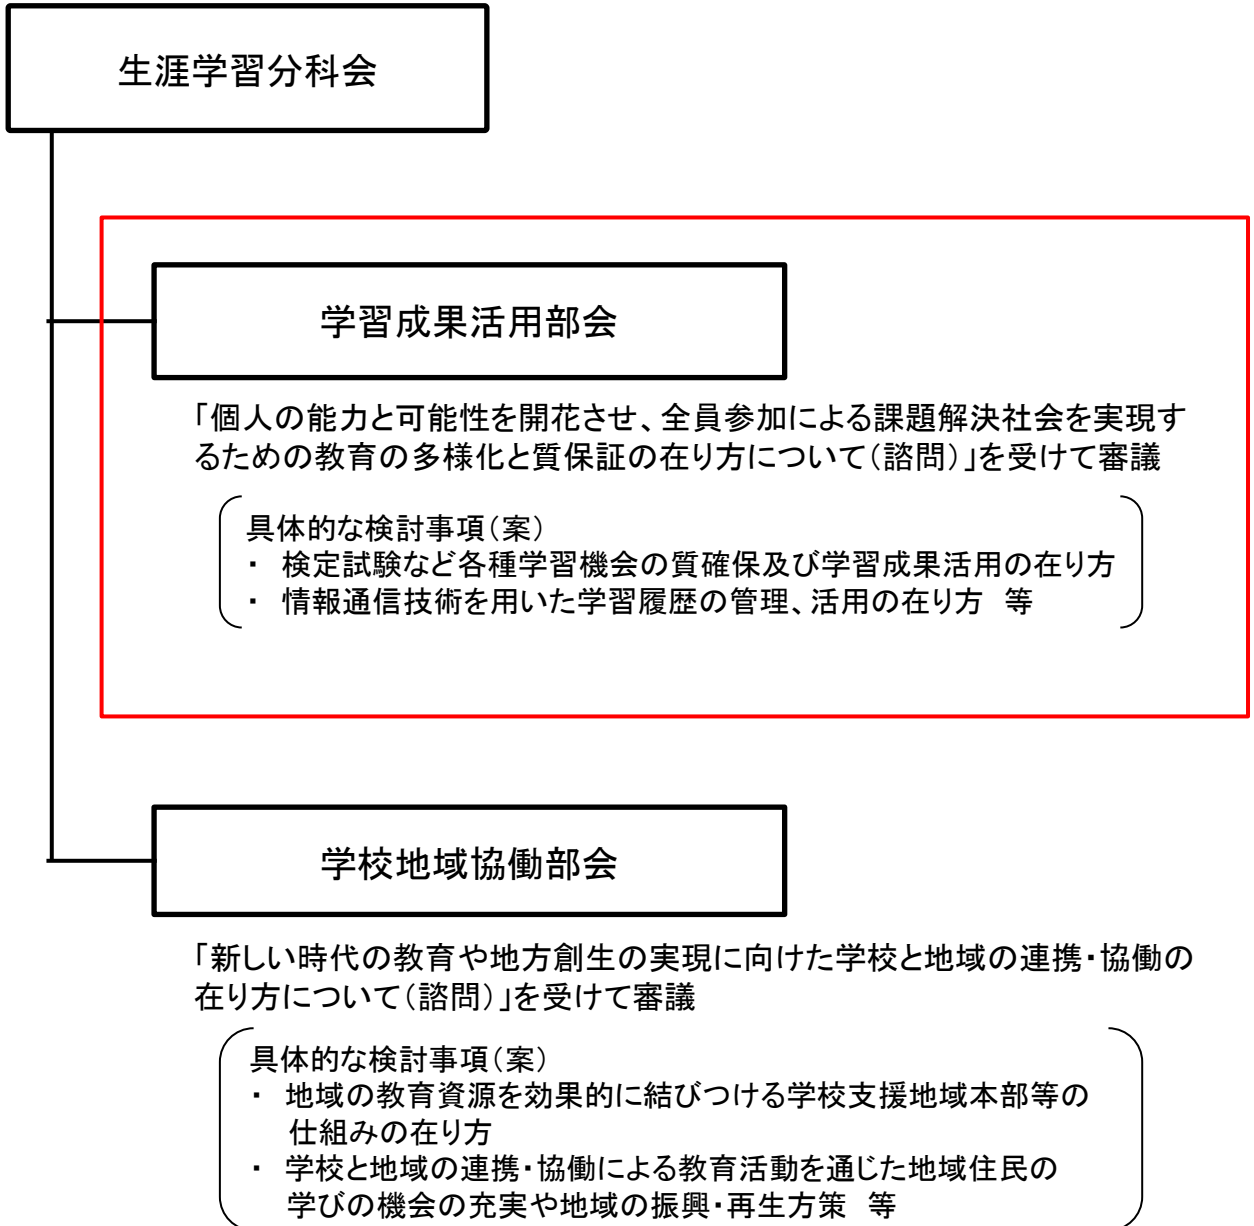 生涯学習分科会
学習成果活用部会
「個人の能力と可能性を開花させ、全員参加による課題解決社会を実現す
るための教育の多様化と質保証の在り方について（諮問）」を受けて審議
具体的な検討事項（案）
・ 検定試験など各種学習機会の質確保及び学習成果活用の在り方
・ 情報通信技術を用いた学習履歴の管理、活用の在り方　等
学校地域協働部会
「新しい時代の教育や地方創生の実現に向けた学校と地域の連携・協働の
在り方について（諮問）」を受けて審議
具体的な検討事項（案）
・ 地域の教育資源を効果的に結びつける学校支援地域本部等の
仕組みの在り方
・ 学校と地域の連携・協働による教育活動を通じた地域住民の
学びの機会の充実や地域の振興・再生方策　等